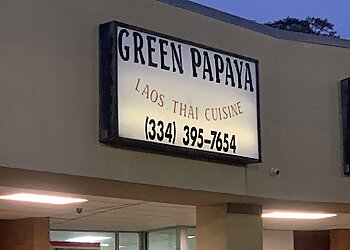 GREEN PAPAYA
LAOS THAI CUISINE
(334) 395-7654